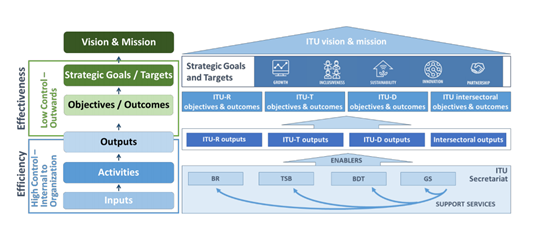 Effectiveness
Low Control –
Outwards
Efficiency
High Control –
Internal to
Organization
Vision & Mission
Strategic Goals / Targets
Objectives / Outcomes
Outputs
Activities
Inputs
ITU vision & mission
Strategic Goals
and Targets
GROWTH
INCLUSIVENESS
SUSTAINABILITY
INNOVATION
PARTNERSHIP
ITU-R
objectives & outcomes
ITU-T
objectives & outcomes
ITU-D
objectives & outcomes
ITU intersectoral
objectives & outcomes
ITU-R outputs
ITU-T outputs
ITU-D outputs
Intersectoral outputs
ENABLERS
ITU
Secretariat
BR
TSB
BDT
GS
SUPPORT SERVICES